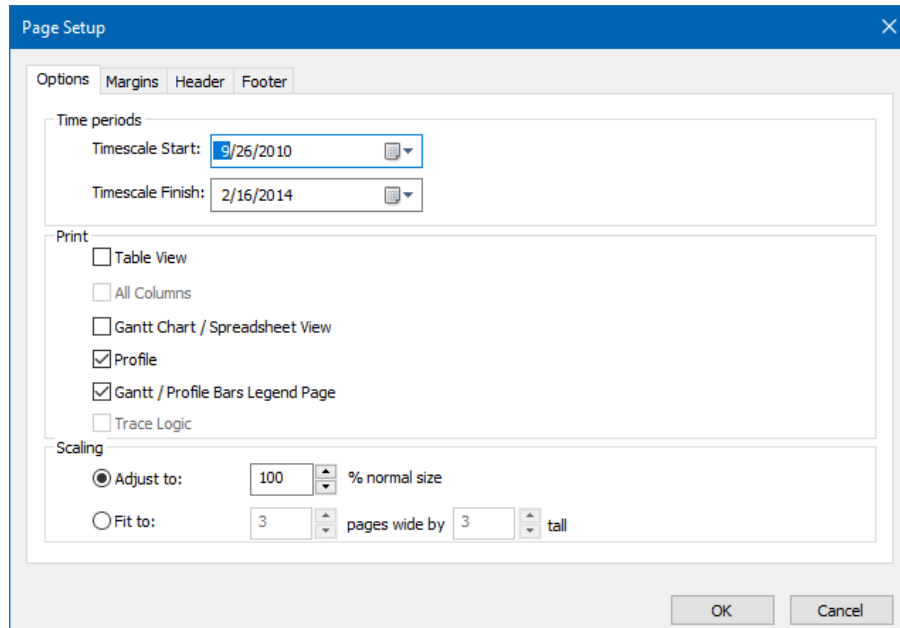 Page Setup
Options Margins Header Footer
Time periods
Timescale Start: 9/26/2010
Timescale Finish: 2/16/2014
Print
Table View
All Columns
Gantt Chart / Spreadsheet View
Profile
Gantt / Profile Bars Legend Page
Trace Logic
Scaling
Adjust to: 100 % normal size
Fit to: 3 pages wide by 3 tall
OK Cancel